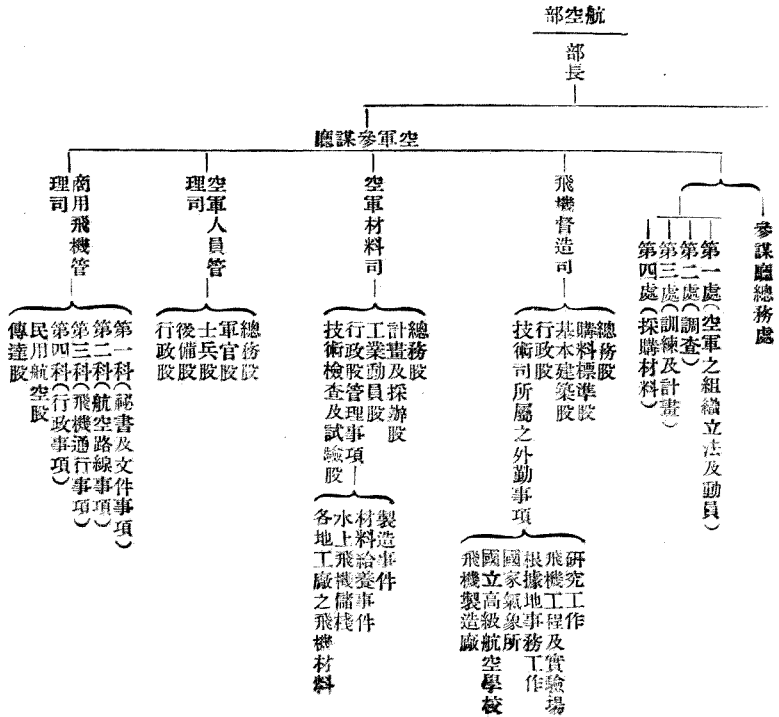 航空部
部長
空軍參謀廳
參謀廳總務處
第一處(空軍之組織立法及動員)
第二處(調查)
第三處(訓練及計畫)
第四處(採購材料)
飛機督造司
總務股
購料標準股
基本建築股
行政股
技術司所屬之外勤事項
研究工作
飛機工程及實驗場
根據地事務工作
國家氣象所
國立高級航空學校
飛機製造廠
空軍材料司
總務股
計畫及採辦股
工業動員股
行政股管理事項
技術檢查及試驗股
製造事件
材料給養事件
水上飛機儲棧
各地工廠之飛機材料
空軍人員管理司
總務股
軍官股
士兵股
後備股
行政股
商用飛機管理司
第一科(祕書及文件事項)
第二科(航空路線事項)
第三科(飛機通行事項)
第四科(行政事項)
民用航空股
傳達股